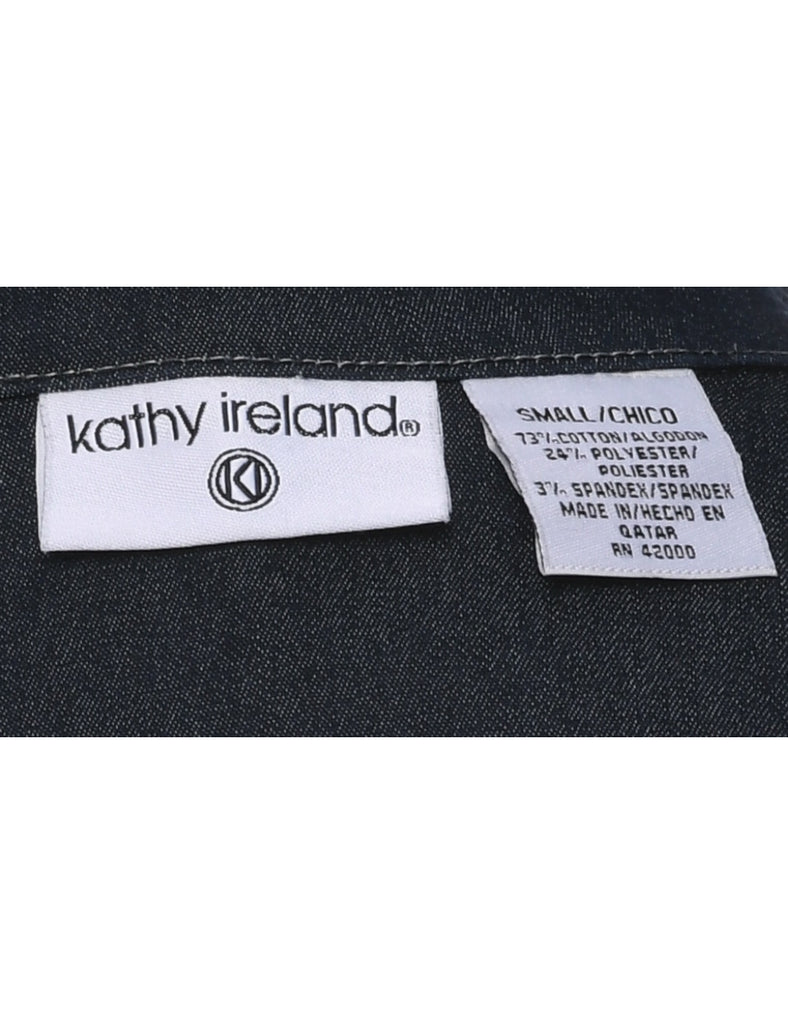 kathy ireland®
KI
SMALL/CHICO
73% COTTON/ALGODON
24% POLYESTER/
POLIESTER
3% SPANDEX/SPANDEX
MADE IN/HECHO EN
QATAR
RN 42000